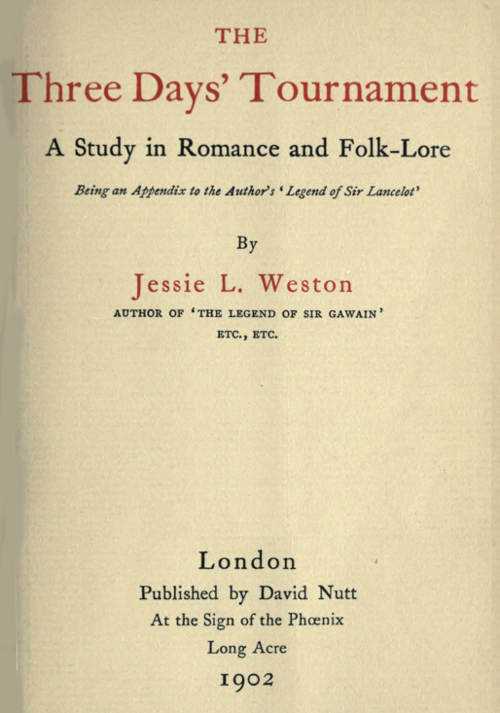 THE
Three Days' Tournament
A Study in Romance and Folk-Lore
Being an Appendix to the Author's 'Legend of Sir Lancelot'
By
Jessie L. Weston
AUTHOR OF 'THE LEGEND OF SIR GAWAIN'
ETC., ETC.
London
Published by David Nutt
At the Sign of the Phœnix
Long Acre
1902